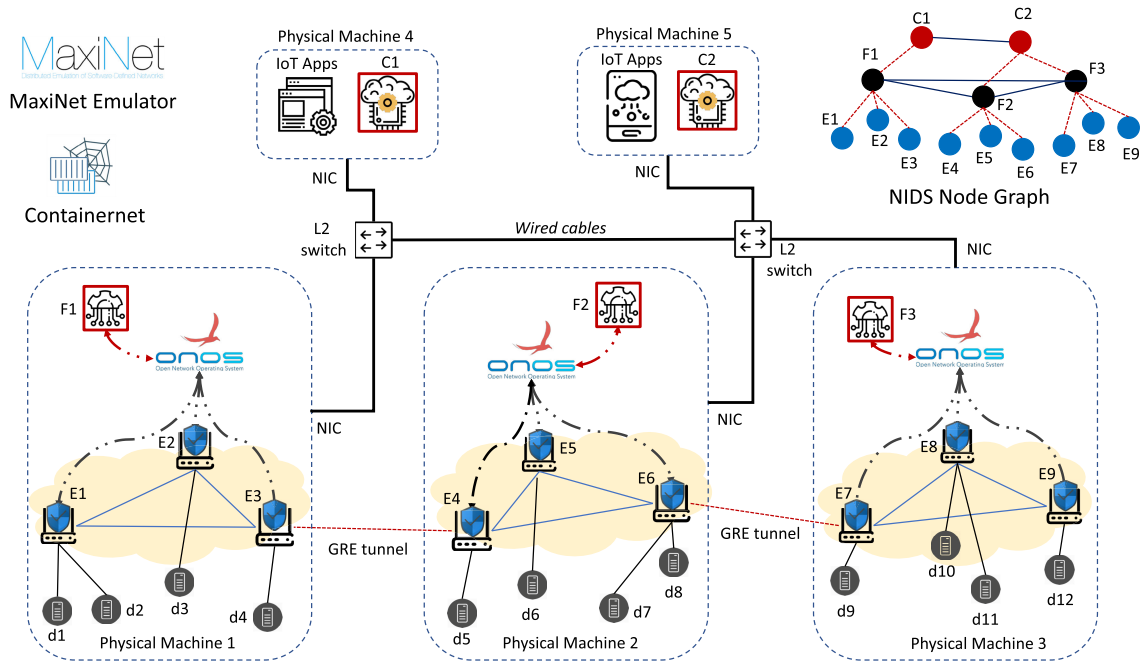 MaxiNet
Distributed Emulation of Software Defined Networks
MaxiNet Emulator
Containernet
Physical Machine 4
IoT Apps
C1
NIC
Physical Machine 5
IoT Apps
C2
NIC
C1
C2
F1
F3
F2
E1
E2
E3
E4
E5
E6
E7
E8
E9
NIDS Node Graph
L2
switch
Wired cables
L2
switch
NIC
F1
onos
Open Network Operating System
NIC
E2
E1
E3
d1
d2
d3
d4
Physical Machine 1
GRE tunnel
F2
onos
Open Network Operating System
NIC
E5
E4
E6
d5
d6
d7
d8
Physical Machine 2
GRE tunnel
F3
onos
Open Network Operating System
E8
E7
E9
d9
d10
d11
d12
Physical Machine 3